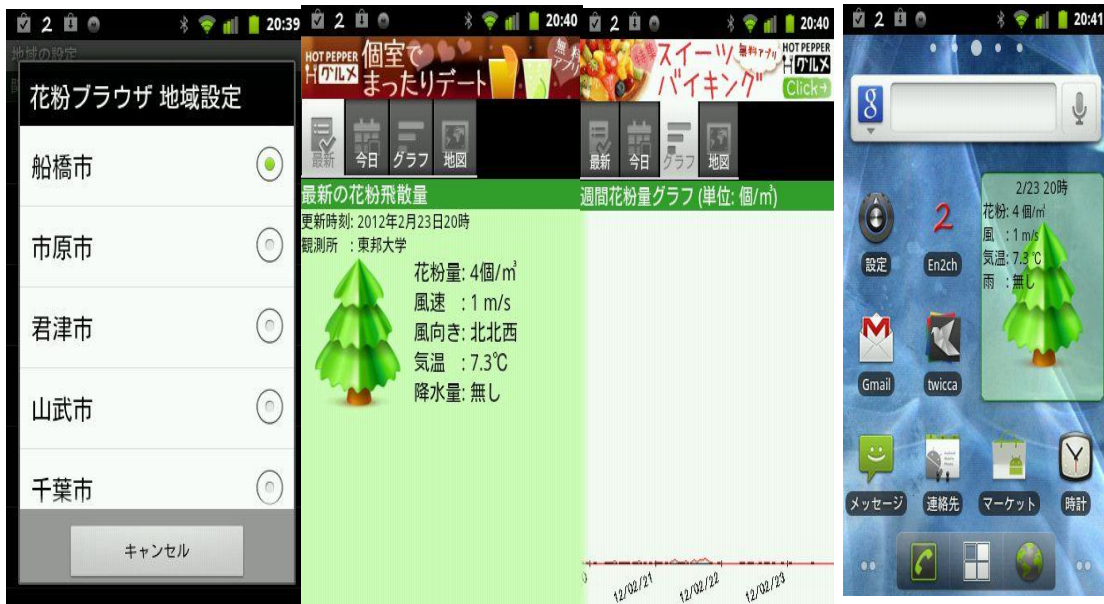 2 20:39
地域の設定
花粉ブラウザ 地域設定
船橋市
市原市
君津市
山武市
千葉市
キャンセル
2 20:40
HOT PEPPER
グルメ
個室で
まったりデート
無料
アプリ
最新 今日 グラフ 地図
最新の花粉飛散量
更新時刻: 2012年2月23日20時
観測所 : 東邦大学
花粉量: 4個/㎥
風速 : 1 m/s
風向き: 北北西
気温 : 7.3℃
降水量: 無し
2 20:40
スイーツ
バイキング
無料アプリ
HOT PEPPER
グルメ
Click→
最新 今日 グラフ 地図
週間花粉量グラフ (単位: 個/㎥)
12/02/21 12/02/22 12/02/23
2 20:41
g
2/23 20時
花粉: 4 個/㎥
風 : 1 m/s
気温: 7.3 ℃
雨 : 無し
2
設定 En2ch
Gmail twicca
メッセージ 連絡先 マーケット 時計